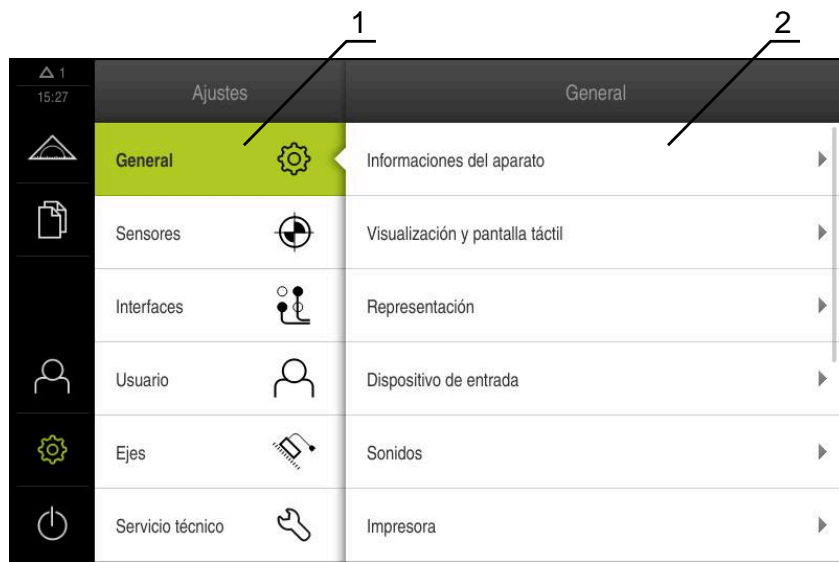 1
2
1
15:27
Ajustes
General
General
Informaciones del aparato
Sensores
Visualización y pantalla táctil
Interfaces
Representación
Usuario
Dispositivo de entrada
Ejes
Sonidos
Servicio técnico
Impresora